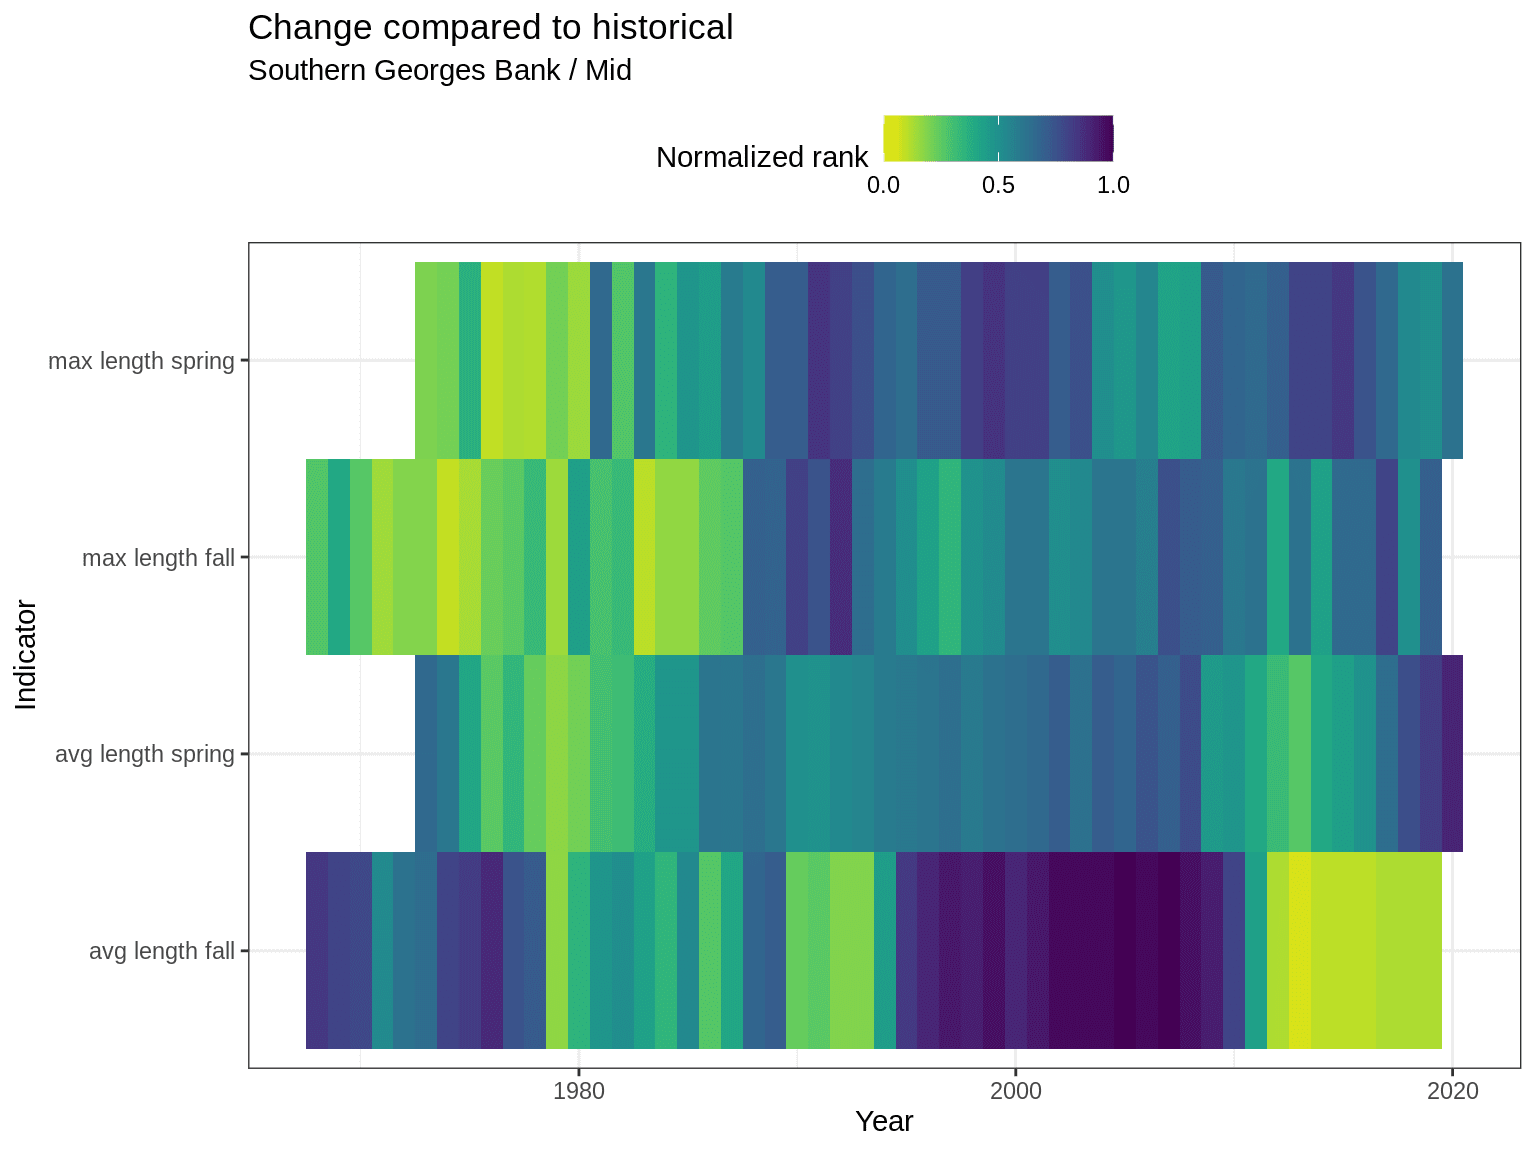 Change compared to historical
Southern Georges Bank / Mid
Normalized rank
0.0 0.5 1.0
max length spring
max length fall
avg length spring
avg length fall
Indicator
1980 2000 2020
Year